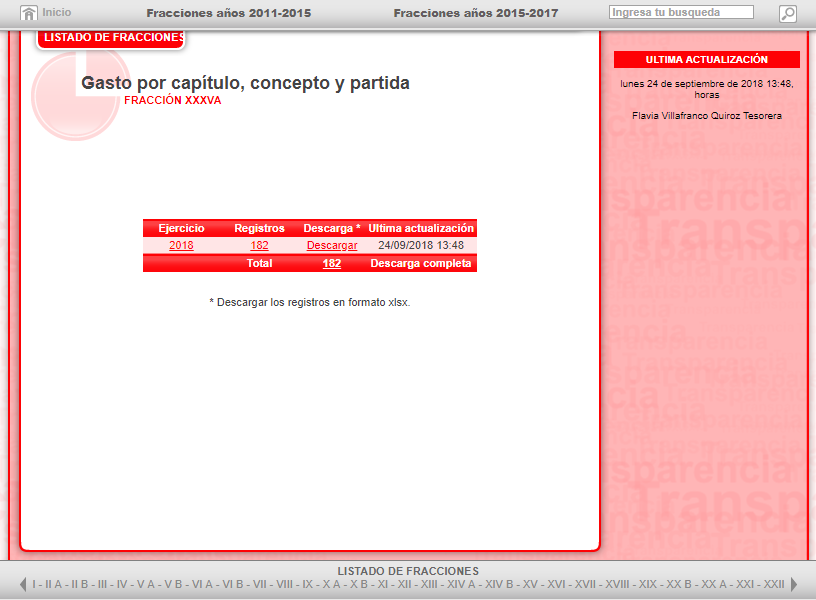 Inicio
Fracciones años 2011-2015
Fracciones años 2015-2017
Ingresa tu busqueda
LISTADO DE FRACCIONES
Gasto por capítulo, concepto y partida
FRACCIÓN XXXVA
ULTIMA ACTUALIZACIÓN
lunes 24 de septiembre de 2018 13:48,
horas
Flavia Villafranco Quiroz Tesorera
Ejercicio Registros Descarga * Ultima actualización
2018 182 Descargar 24/09/2018 13:48
Total 182 Descarga completa
* Descargar los registros en formato xlsx.
LISTADO DE FRACCIONES
I - II A - II B - III - IV - V A - V B - VI A - VI B - VII - VIII - IX - X A - X B - XI - XII - XIII - XIV A - XIV B - XV - XVI - XVII - XVIII - XIX - XX B - XX A - XXI - XXII